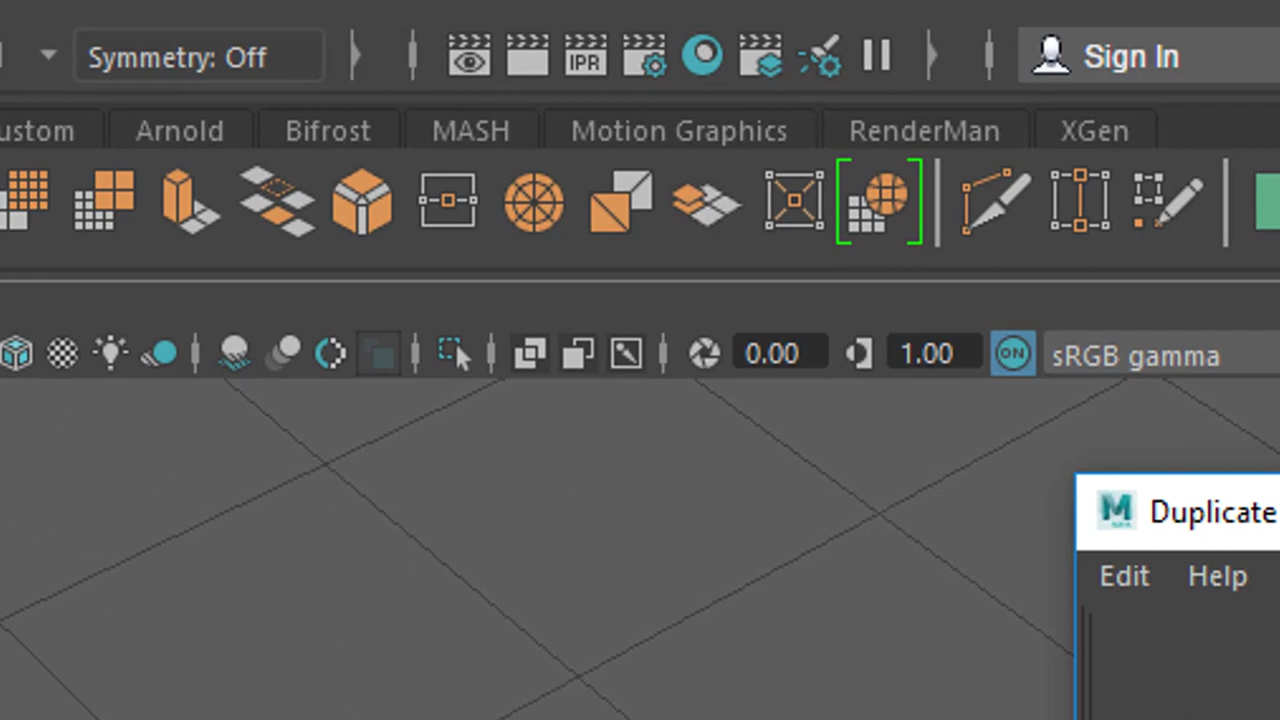 Symmetry: Off
IPR
Sign In
ustom
Arnold
Bifrost
MASH
Motion Graphics
RenderMan
XGen
0.00
1.00
ON
sRGB gamma
M
Duplicate
Edit
Help